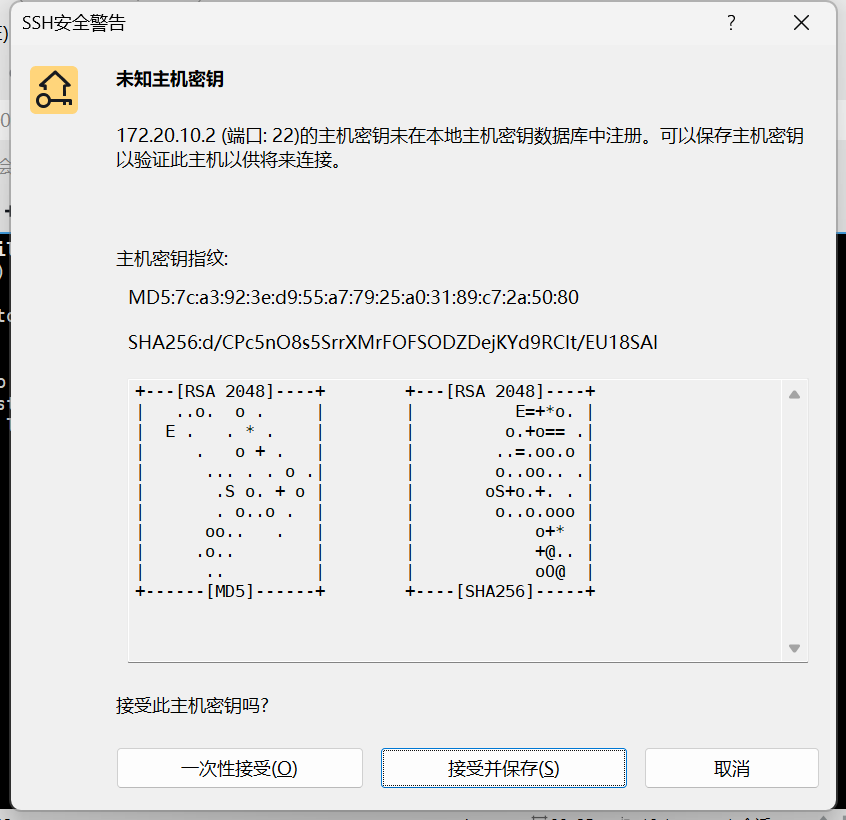 SSH安全警告
?
未知主机密钥
172.20.10.2 (端口: 22)的主机密钥未在本地主机密钥数据库中注册。可以保存主机密钥
以验证此主机以供将来连接。
主机密钥指纹:
MD5:7c:a3:92:3e:d9:55:a7:79:25:a0:31:89:c7:2a:50:80
SHA256:d/CPc5nO8s5SrrXMrFOFSODZDejKYd9RCIt/EU18SAI
+---[RSA 2048]----+        +---[RSA 2048]----+
|   ..o.  o .     |        |          E=+*o. |
|  E .   . * .    |        |         o.+o== .|
|     .   o + .   |        |        ..=.oo.o |
|      ... . . o .|        |        o..oo.. .|
|       .S o. + o |        |       oS+o.+. . |
|       . o..o .  |        |        o..o.ooo |
|      oo..   .   |        |            o+*  |
|     .o..        |        |            +@.. |
|      ..         |        |            oO@  |
+------[MD5]------+        +----[SHA256]-----+
接受此主机密钥吗?
一次性接受(O)
接受并保存(S)
取消